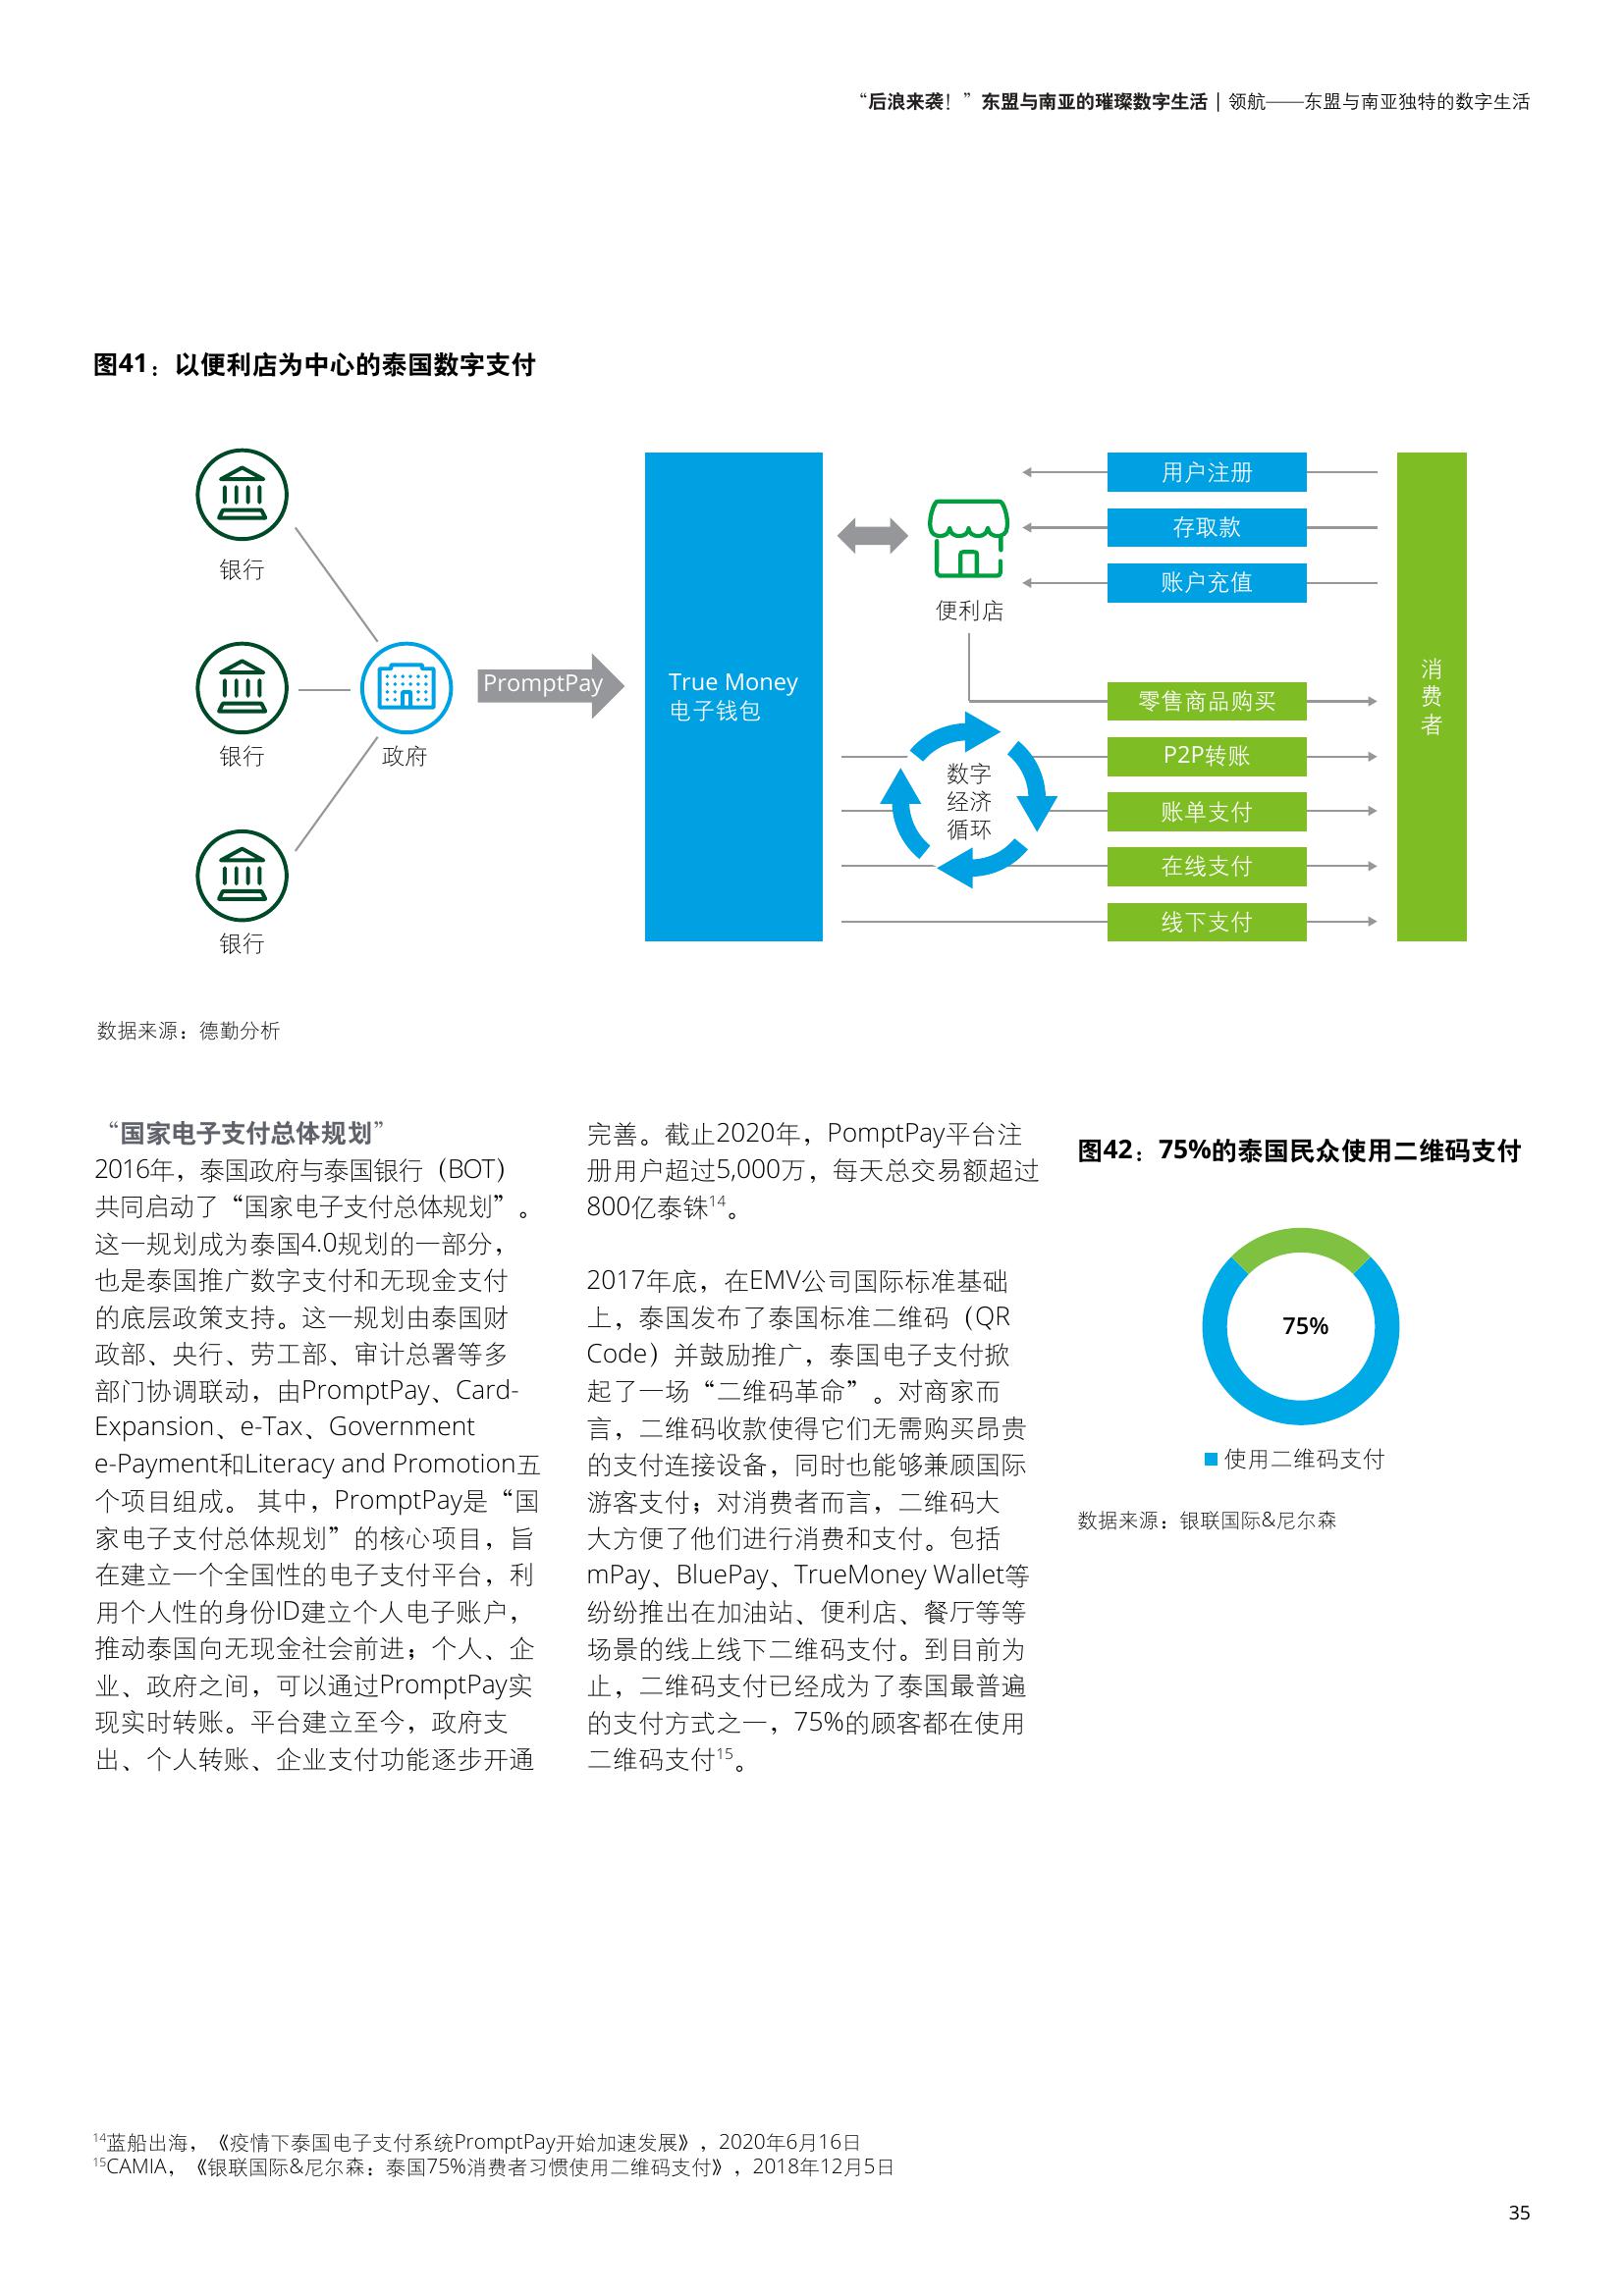 “后浪来袭！”东盟与南亚的璀璨数字生活 | 领航——东盟与南亚独特的数字生活
图41：以便利店为中心的泰国数字支付
银行
银行
银行
政府
PromptPay
True Money
电子钱包
便利店
数字
经济
循环
用户注册
存取款
账户充值
零售商品购买
P2P转账
账单支付
在线支付
线下支付
消
费
者
数据来源：德勤分析
“国家电子支付总体规划”
2016年，泰国政府与泰国银行（BOT）
共同启动了“国家电子支付总体规划”。
这一规划成为泰国4.0规划的一部分，
也是泰国推广数字支付和无现金支付
的底层政策支持。这一规划由泰国财
政部、央行、劳工部、审计总署等多
部门协调联动，由PromptPay、Card-
Expansion、e-Tax、Government
e-Payment和Literacy and Promotion五
个项目组成。 其中，PromptPay是“国
家电子支付总体规划”的核心项目，旨
在建立一个全国性的电子支付平台，利
用个人性的身份ID建立个人电子账户，
推动泰国向无现金社会前进；个人、企
业、政府之间，可以通过PromptPay实
现实时转账。平台建立至今，政府支
出、个人转账、企业支付功能逐步开通
完善。截止2020年，PomptPay平台注
册用户超过5,000万，每天总交易额超过
800亿泰铢14。
2017年底，在EMV公司国际标准基础
上，泰国发布了泰国标准二维码（QR
Code）并鼓励推广，泰国电子支付掀
起了一场“二维码革命”。对商家而
言，二维码收款使得它们无需购买昂贵
的支付连接设备，同时也能够兼顾国际
游客支付；对消费者而言，二维码大
大方便了他们进行消费和支付。包括
mPay、BluePay、TrueMoney Wallet等
纷纷推出在加油站、便利店、餐厅等等
场景的线上线下二维码支付。到目前为
止，二维码支付已经成为了泰国最普遍
的支付方式之一，75%的顾客都在使用
二维码支付15。
图42：75%的泰国民众使用二维码支付
75%
使用二维码支付
数据来源：银联国际&尼尔森
14蓝船出海，《疫情下泰国电子支付系统PromptPay开始加速发展》，2020年6月16日
15CAMIA，《银联国际&尼尔森：泰国75%消费者习惯使用二维码支付》，2018年12月5日
35